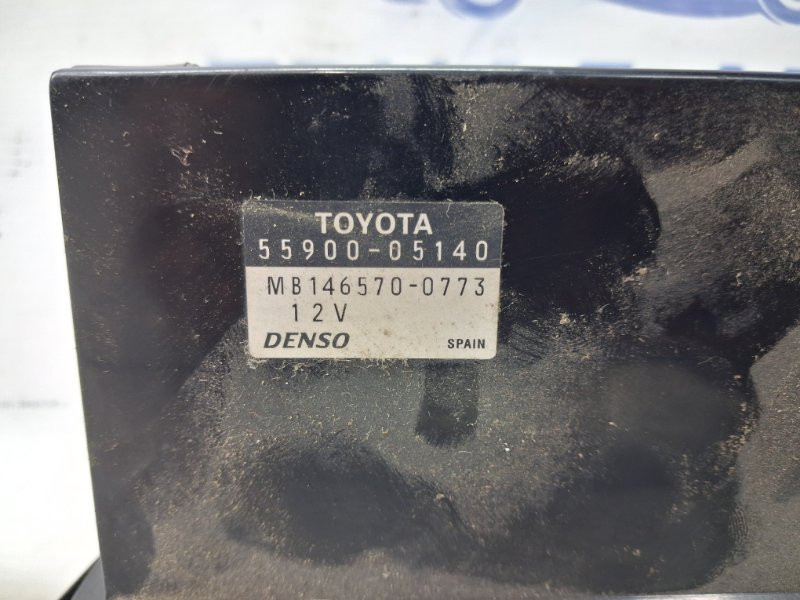 TOYOTA
55900-05140
MB146570-0773
12V
DENSO SPAIN